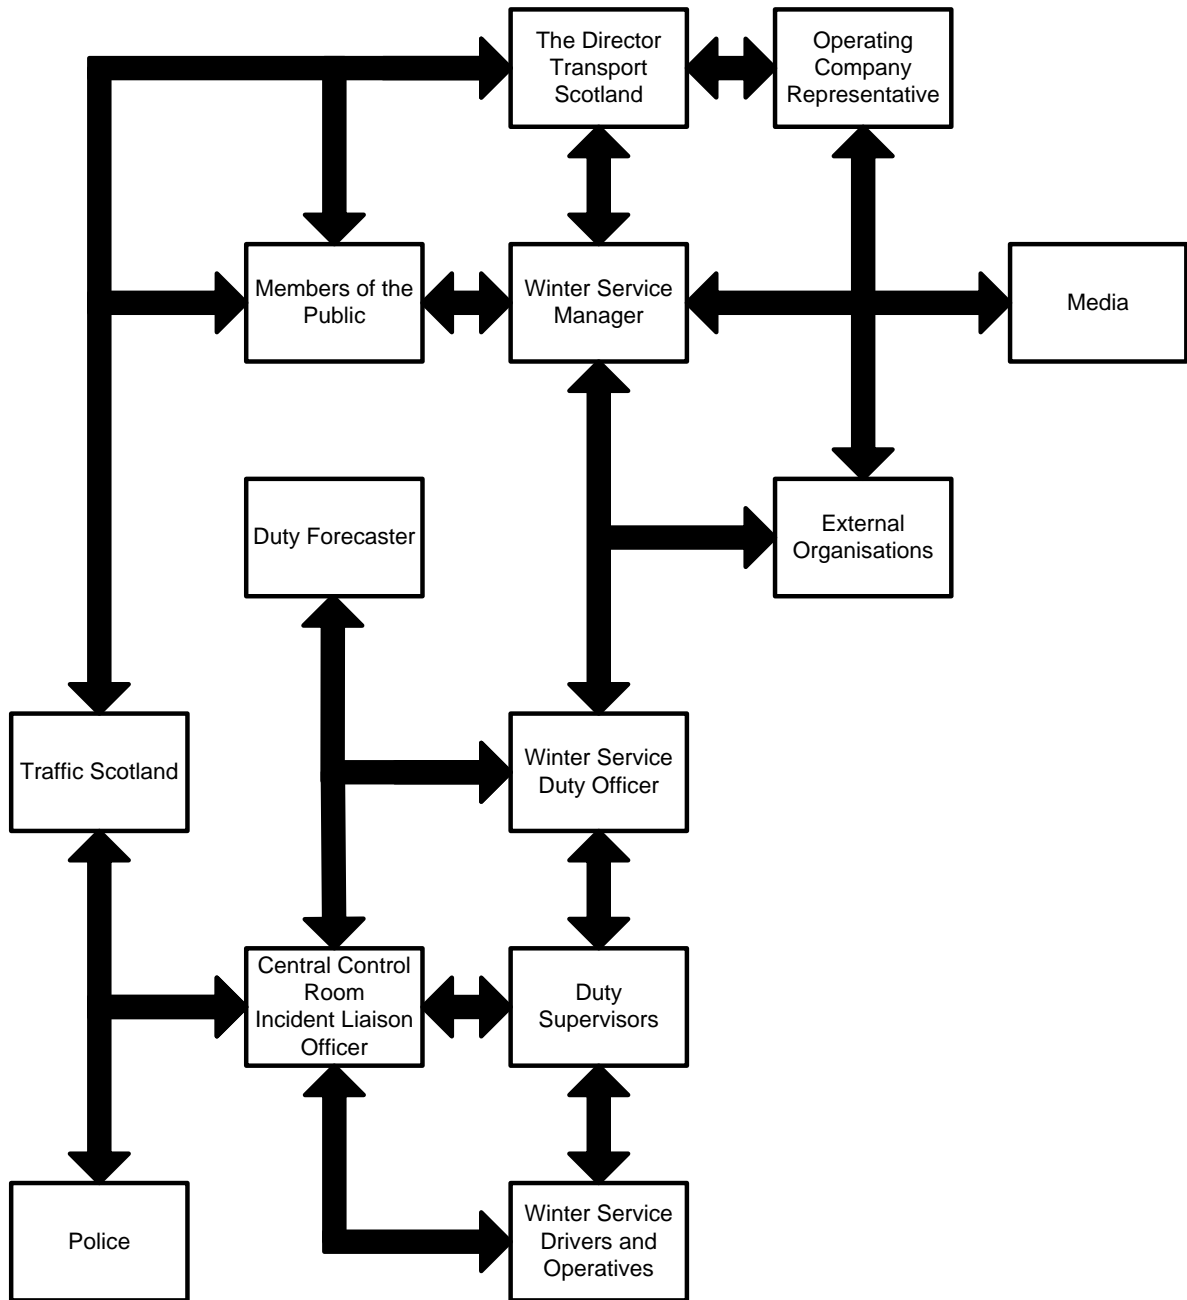 The Director
Transport
Scotland
Operating
Company
Representative
Members of the
Public
Winter Service
Manager
Media
Duty Forecaster
External
Organisations
Traffic Scotland
Winter Service
Duty Officer
Central Control
Room
Incident Liaison
Officer
Duty
Supervisors
Police
Winter Service
Drivers and
Operatives